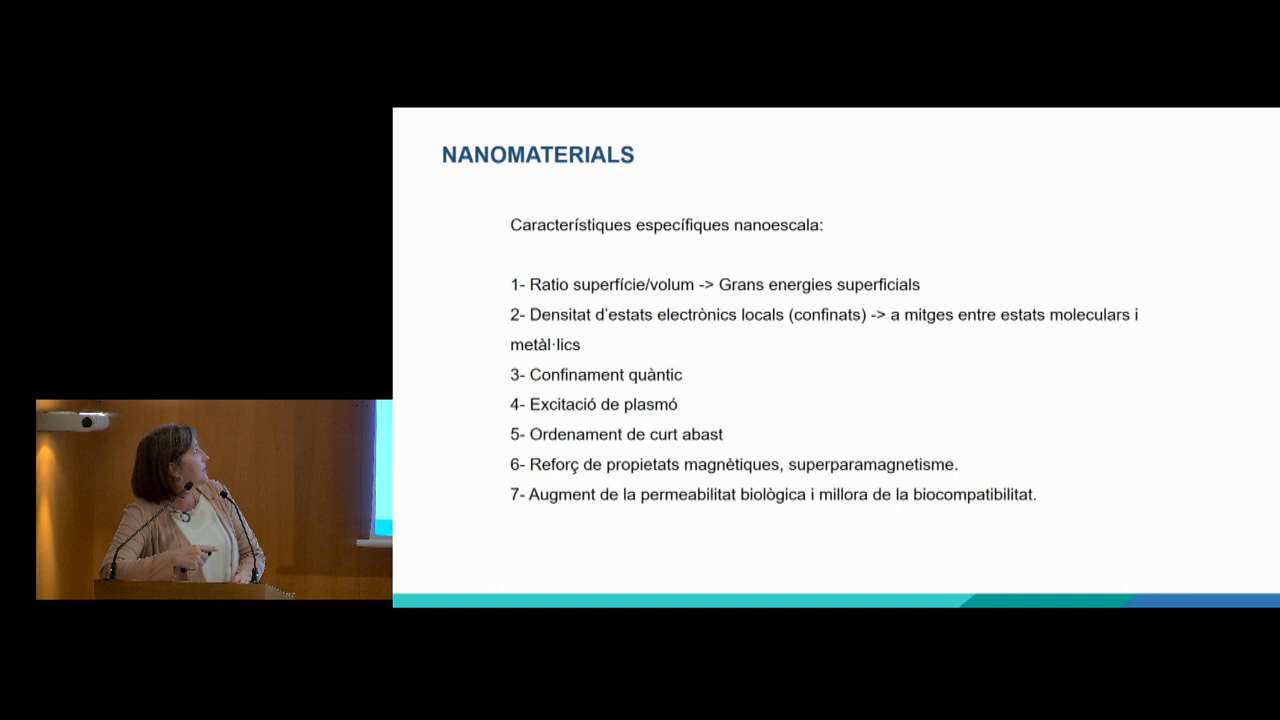 NANOMATERIALS
Característiques específiques nanoescala:
1- Ratio superfície/volum -> Grans energies superficials
2- Densitat d’estats electrònics locals (confinats) -> a mitges entre estats moleculars i
metàl·lics
3- Confinament quàntic
4- Excitació de plasmó
5- Ordenament de curt abast
6- Reforç de propietats magnètiques, superparamagnetisme.
7- Augment de la permeabilitat biològica i millora de la biocompatibilitat.